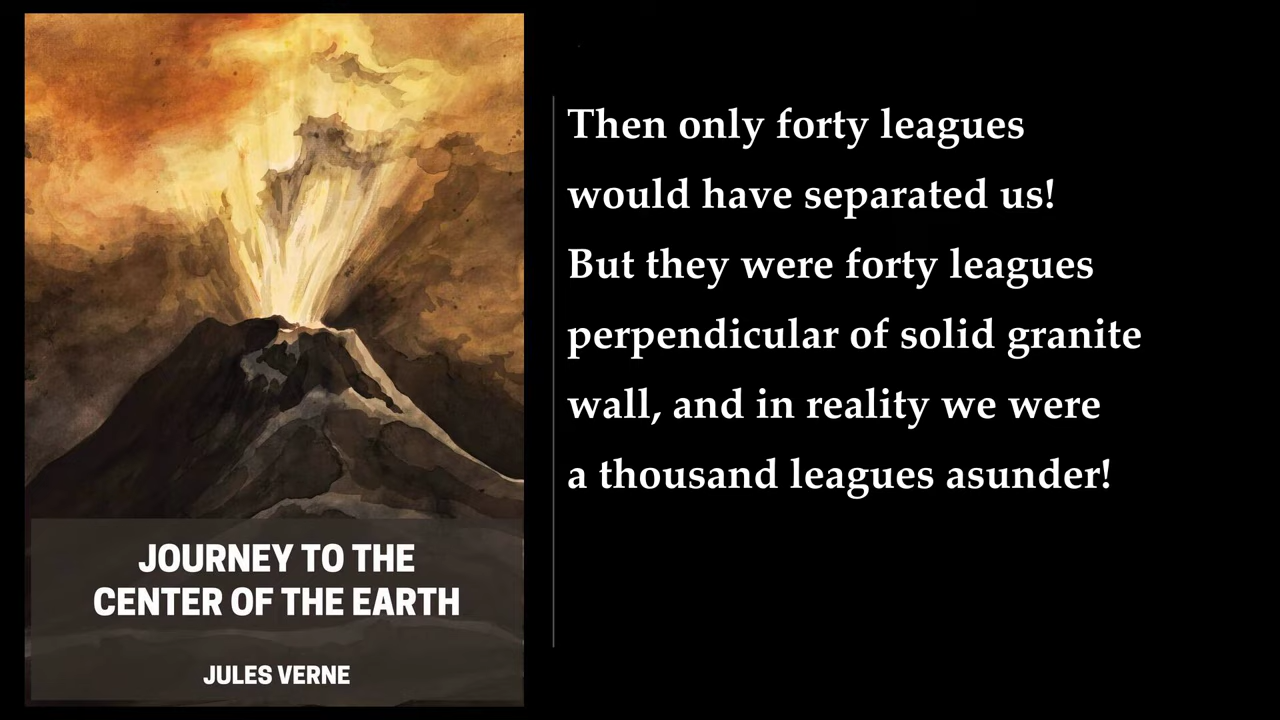 Then only forty leagues
would have separated us!
But they were forty leagues
perpendicular of solid granite
wall, and in reality we were
a thousand leagues asunder!
JOURNEY TO THE
CENTER OF THE EARTH
JULES VERNE